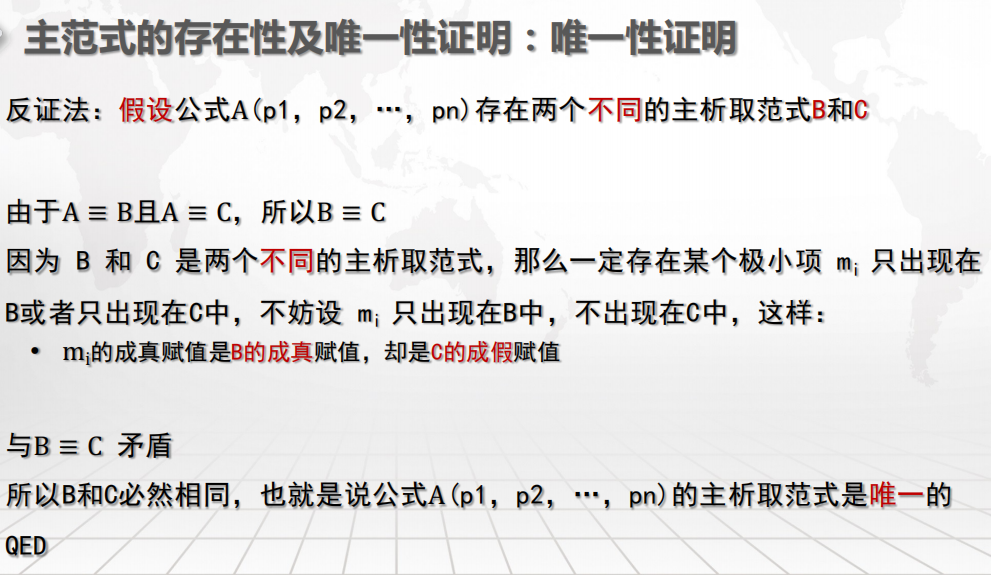 主范式的存在性及唯一性证明：唯一性证明
反证法：假设公式A(p1，p2，…，pn)存在两个不同的主析取范式B和C
由于A ≡ B且A ≡ C，所以B ≡ C
因为 B 和 C 是两个不同的主析取范式，那么一定存在某个极小项 mᵢ 只出现在
B或者只出现在C中，不妨设 mᵢ 只出现在B中，不出现在C中，这样：
• mᵢ的成真赋值是B的成真赋值，却是C的成假赋值
与B ≡ C 矛盾
所以B和C必然相同，也就是说公式A(p1，p2，…，pn)的主析取范式是唯一的
QED